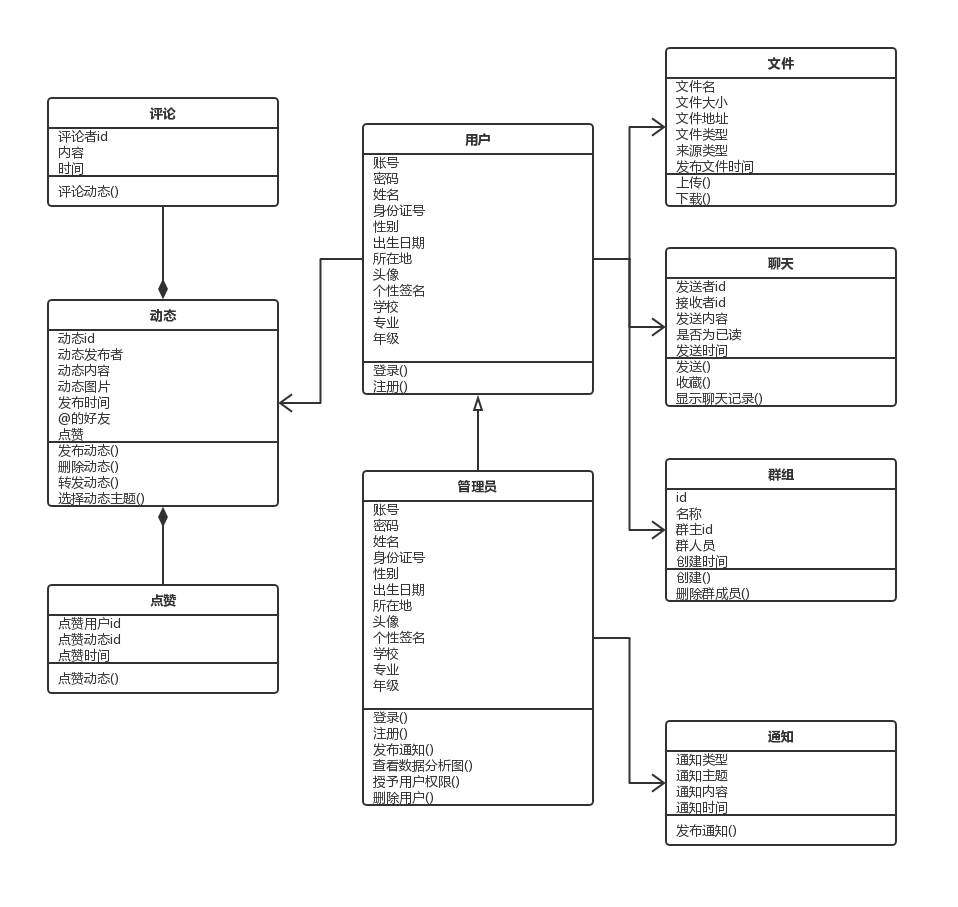 评论
评论者id
内容
时间
评论动态()
动态
动态id
动态发布者
动态内容
动态图片
发布时间
@的好友
点赞
发布动态()
删除动态()
转发动态()
选择动态主题()
点赞
点赞用户id
点赞动态id
点赞时间
点赞动态()
用户
账号
密码
姓名
身份证号
性别
出生日期
所在地
头像
个性签名
学校
专业
年级
登录()
注册()
管理员
账号
密码
姓名
身份证号
性别
出生日期
所在地
头像
个性签名
学校
专业
年级
登录()
注册()
发布通知()
查看数据分析图()
授予用户权限()
删除用户()
文件
文件名
文件大小
文件地址
文件类型
来源类型
发布文件时间
上传()
下载()
聊天
发送者id
接收者id
发送内容
是否为已读
发送时间
发送()
收藏()
显示聊天记录()
群组
id
名称
群主id
群人员
创建时间
创建()
删除群成员()
通知
通知类型
通知主题
通知内容
通知时间
发布通知()